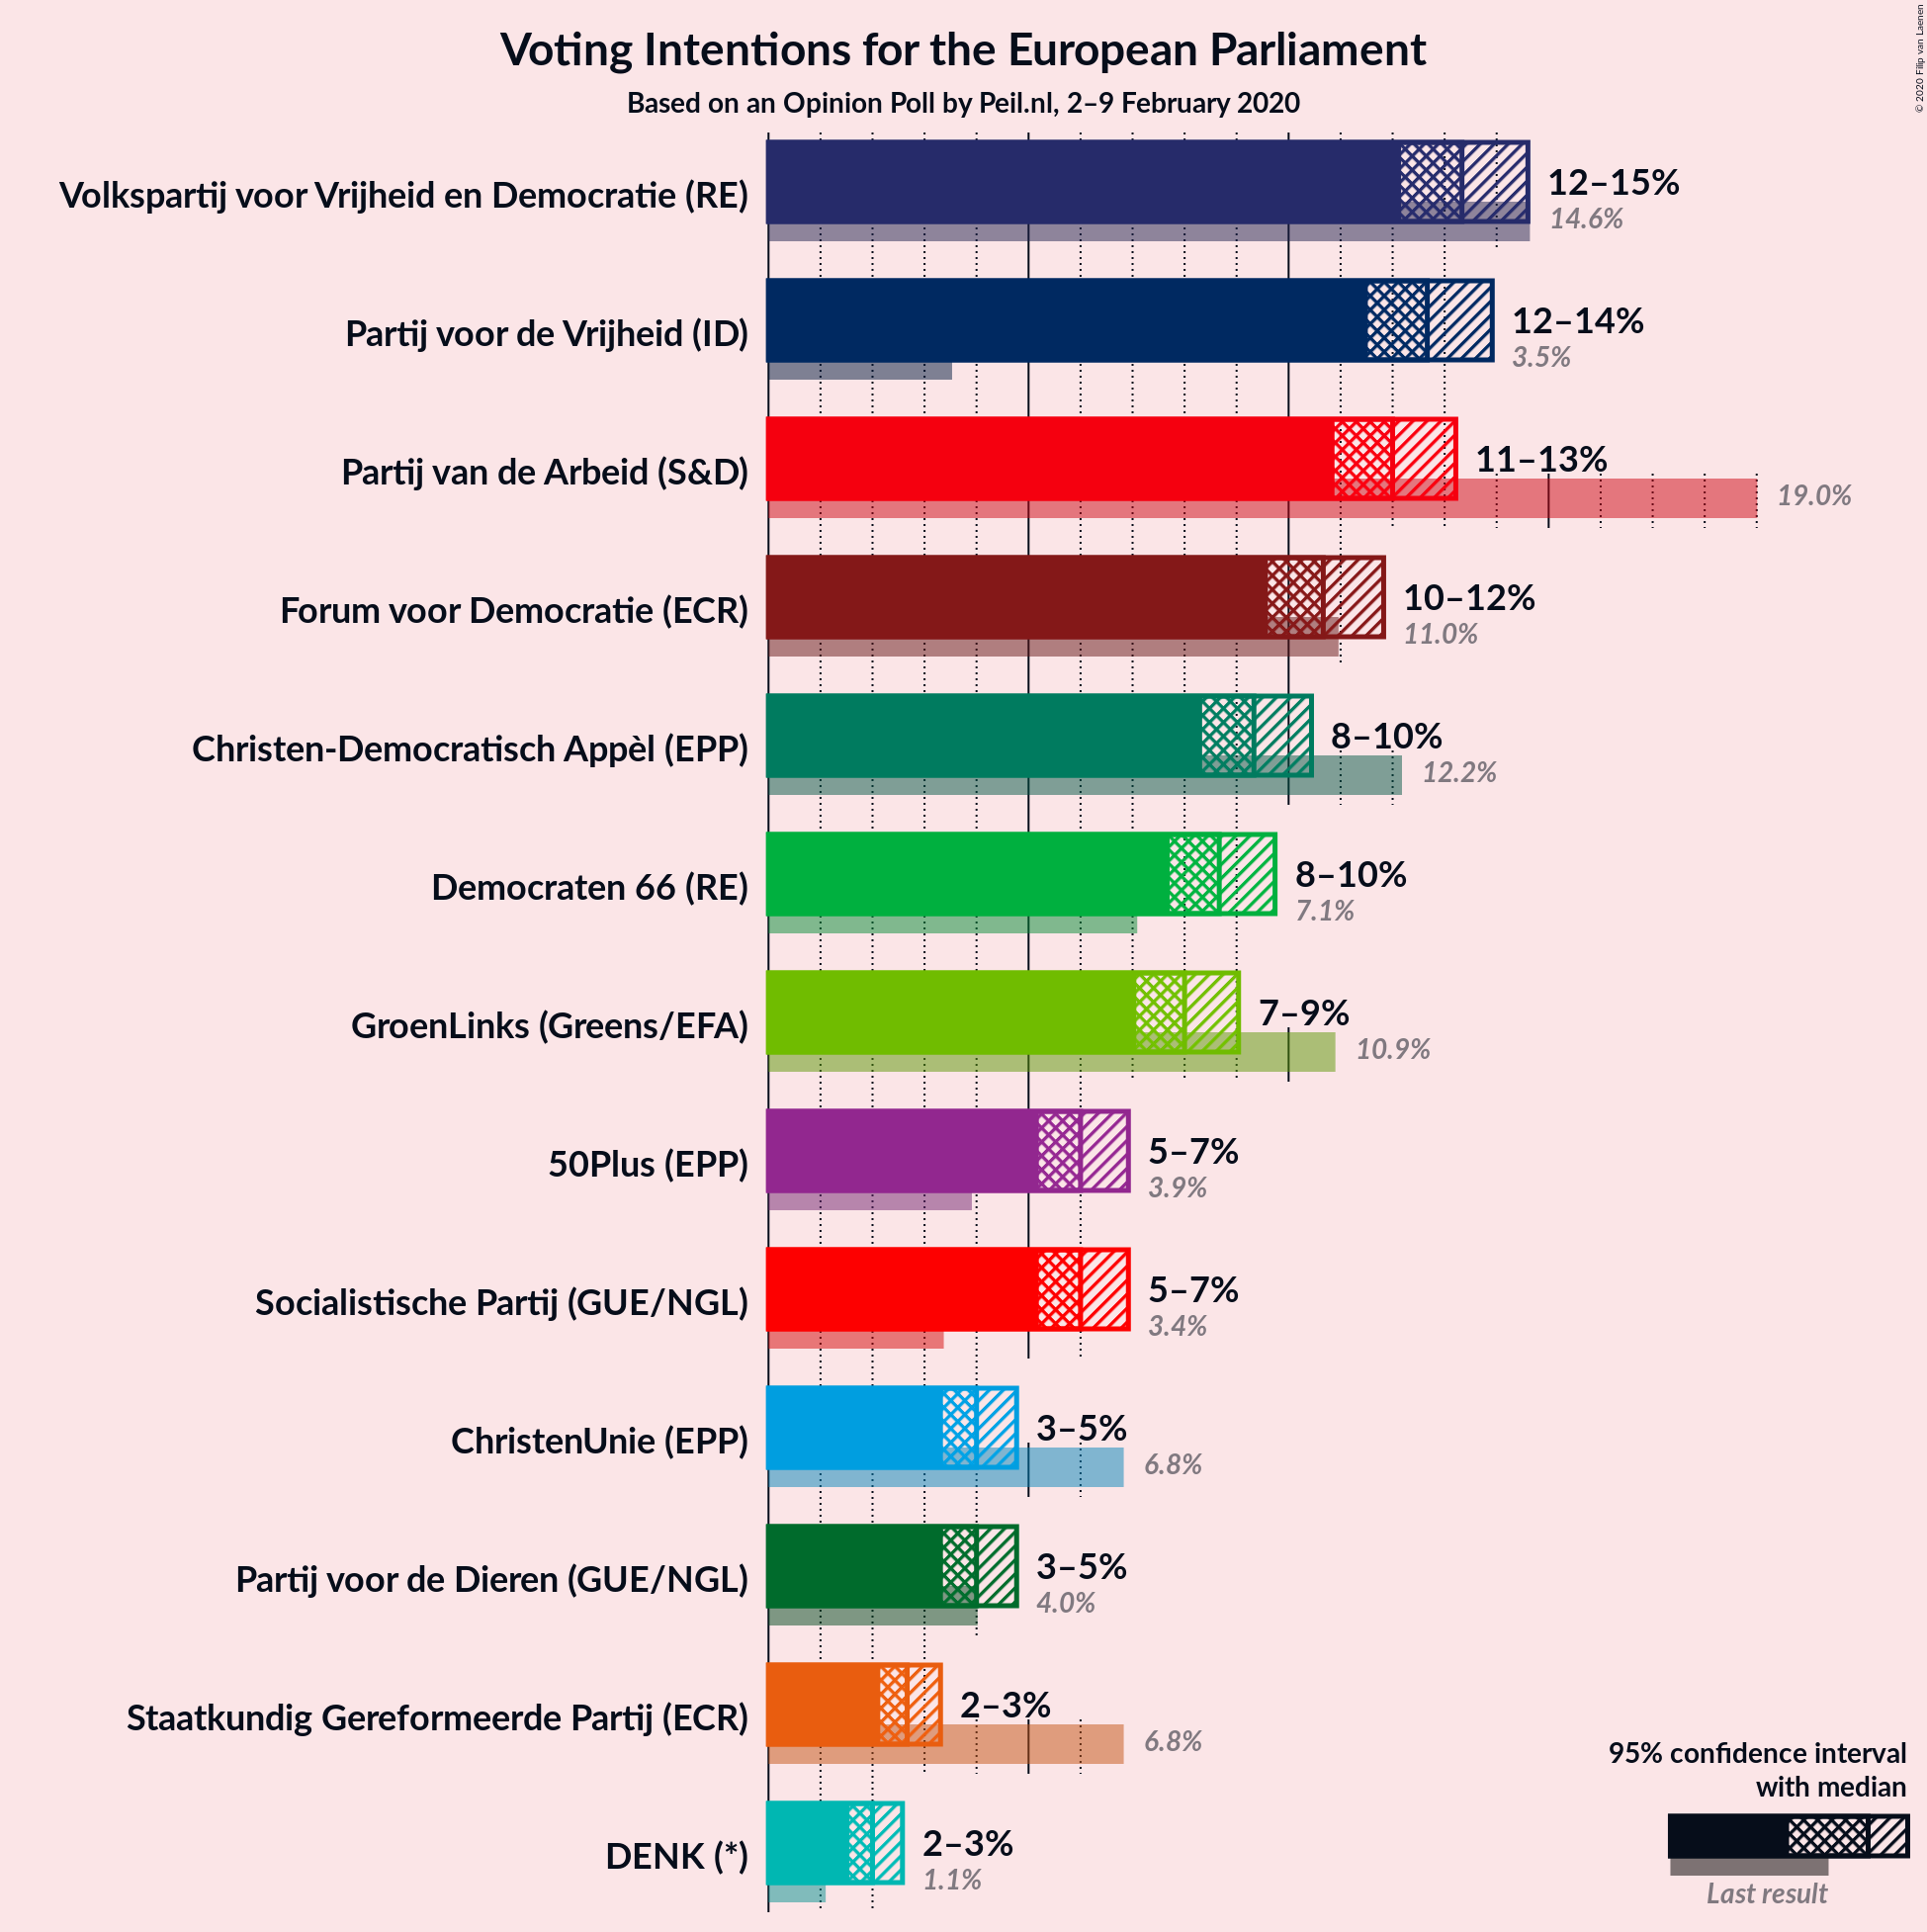 Voting Intentions for the European Parliament
Based on an Opinion Poll by Peil.nl, 2–9 February 2020
© 2020 Filip van Laenen
Volkspartij voor Vrijheid en Democratie (RE)
12–15%
14.6%
Partij voor de Vrijheid (ID)
12–14%
3.5%
Partij van de Arbeid (S&D)
11–13%
19.0%
Forum voor Democratie (ECR)
10–12%
11.0%
Christen-Democratisch Appèl (EPP)
8–10%
12.2%
Democraten 66 (RE)
8–10%
7.1%
GroenLinks (Greens/EFA)
7–9%
10.9%
50Plus (EPP)
5–7%
3.9%
Socialistische Partij (GUE/NGL)
5–7%
3.4%
ChristenUnie (EPP)
3–5%
6.8%
Partij voor de Dieren (GUE/NGL)
3–5%
4.0%
Staatkundig Gereformeerde Partij (ECR)
2–3%
6.8%
DENK (*)
2–3%
1.1%
95% confidence interval
with median
Last result